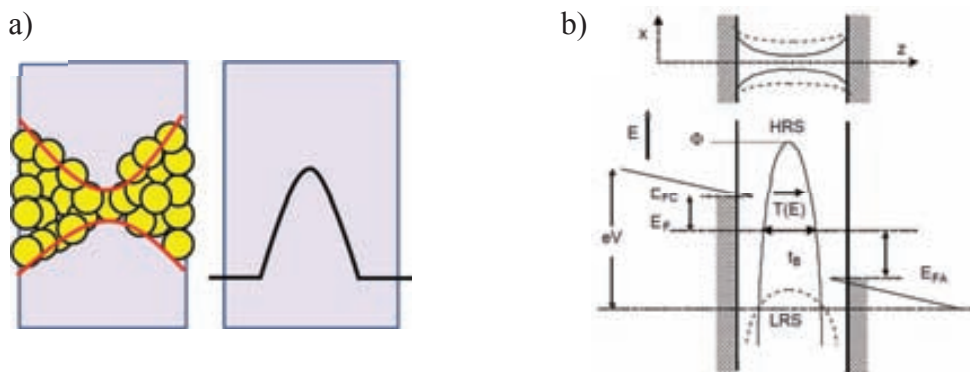 a)
b)
x
z
HRS
E
Φ
E_FC
T(E)
E_F
eV
t_B
E_FA
LRS